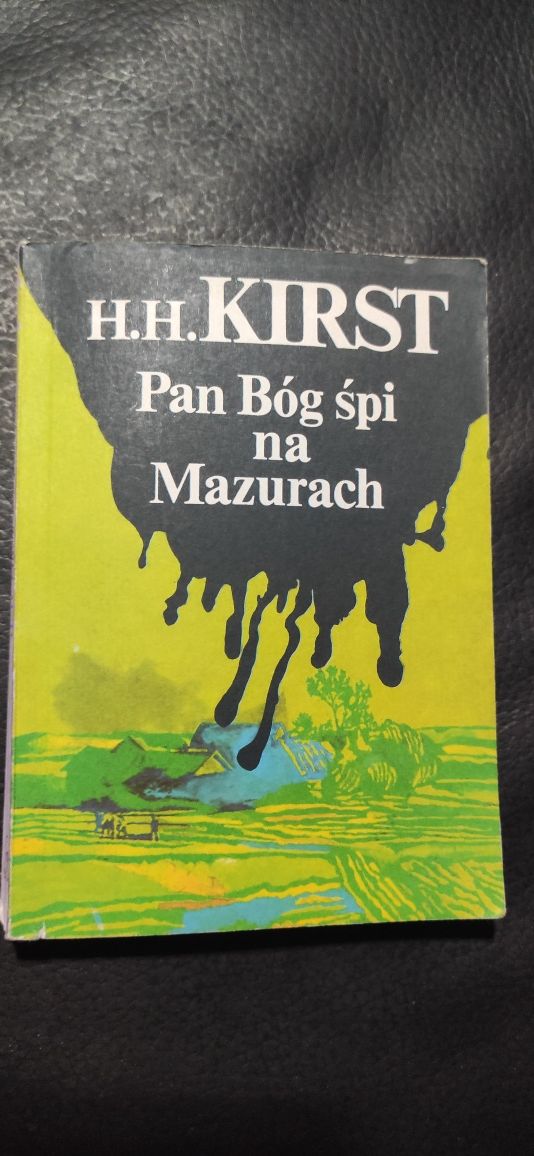 H.H. KIRST
Pan Bóg śpi
na
Mazurach